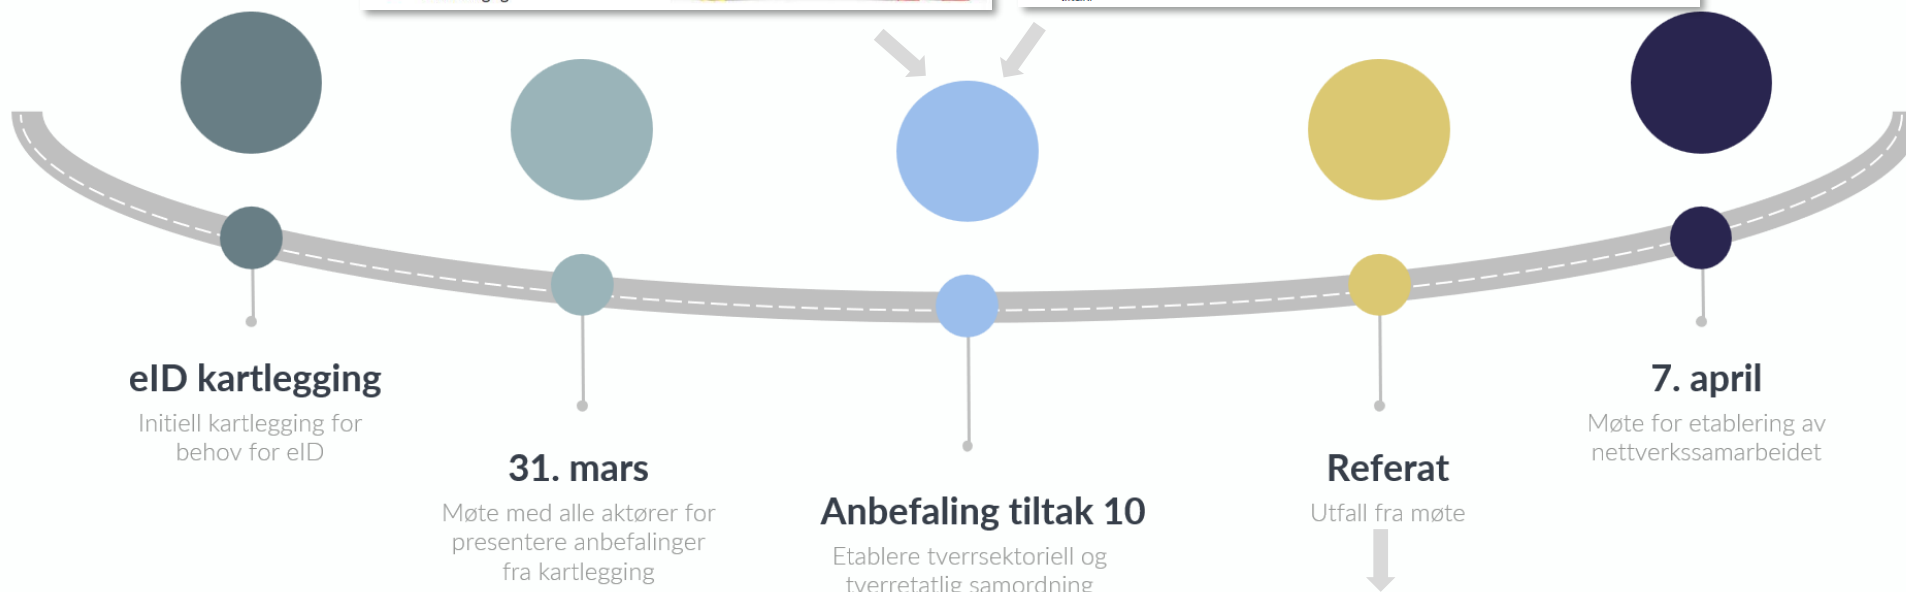 eID kartlegging
Initiell kartlegging for
behov for eID
31. mars
Møte med alle aktører for
presentere anbefalinger
fra kartlegging
Anbefaling tiltak 10
Etablere tverrsektoriell og
tverretatlig samordning
Referat
Utfall fra møte
7. april
Møte for etablering av
nettverkssamarbeidet